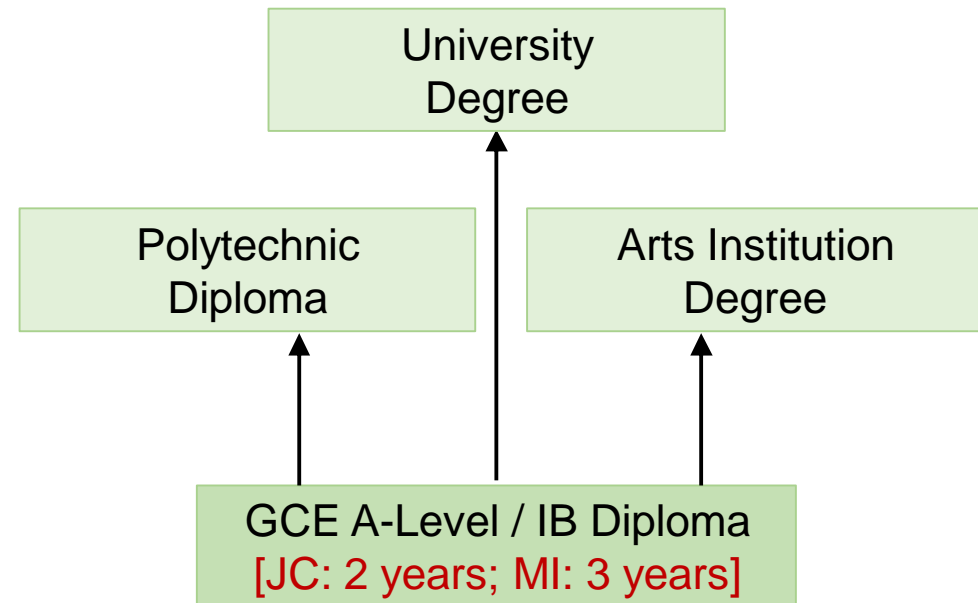 University
Degree
Polytechnic
Diploma
Arts Institution
Degree
GCE A-Level / IB Diploma
[JC: 2 years; MI: 3 years]